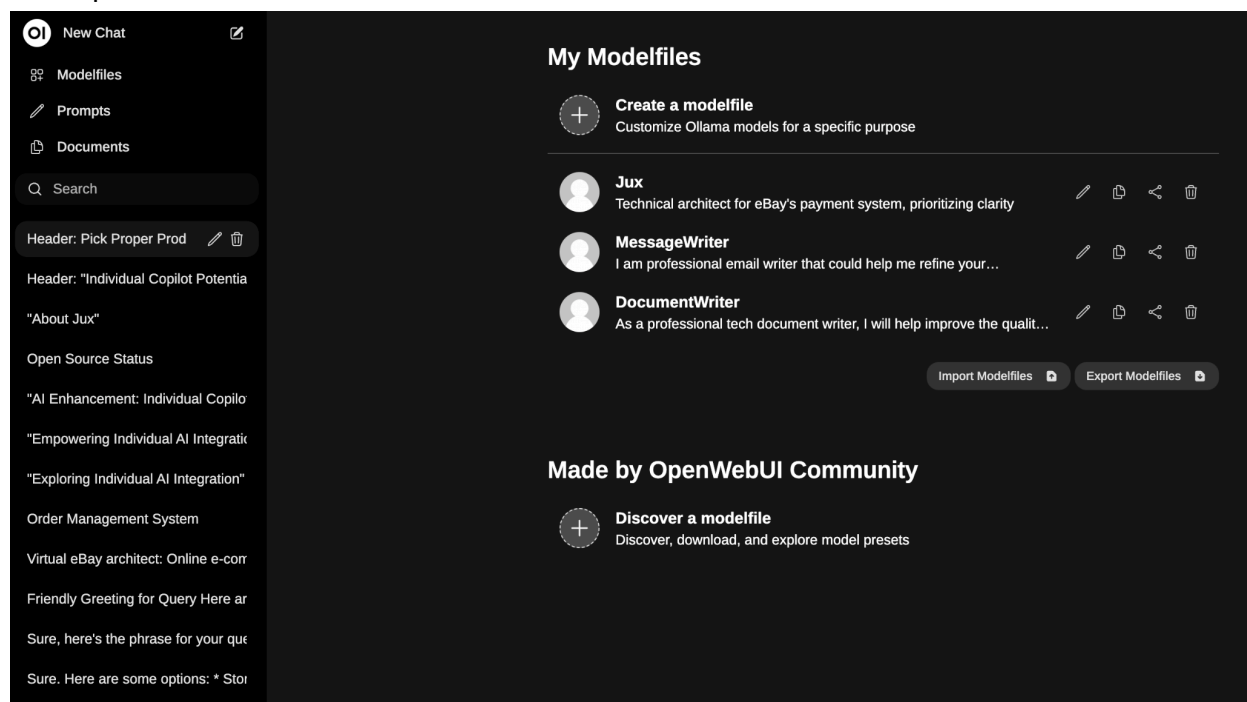 OI New Chat
Modelfiles
Prompts
Documents
Search
Header: Pick Proper Prod
Header: "Individual Copilot Potentia
"About Jux"
Open Source Status
"AI Enhancement: Individual Copilo
"Empowering Individual AI Integratic
"Exploring Individual AI Integration"
Order Management System
Virtual eBay architect: Online e-com
Friendly Greeting for Query Here ar
Sure, here's the phrase for your que
Sure. Here are some options: * Stor
My Modelfiles
Create a modelfile
Customize Ollama models for a specific purpose
Jux
Technical architect for eBay's payment system, prioritizing clarity
MessageWriter
I am professional email writer that could help me refine your…
DocumentWriter
As a professional tech document writer, I will help improve the qualit…
Import Modelfiles
Export Modelfiles
Made by OpenWebUI Community
Discover a modelfile
Discover, download, and explore model presets